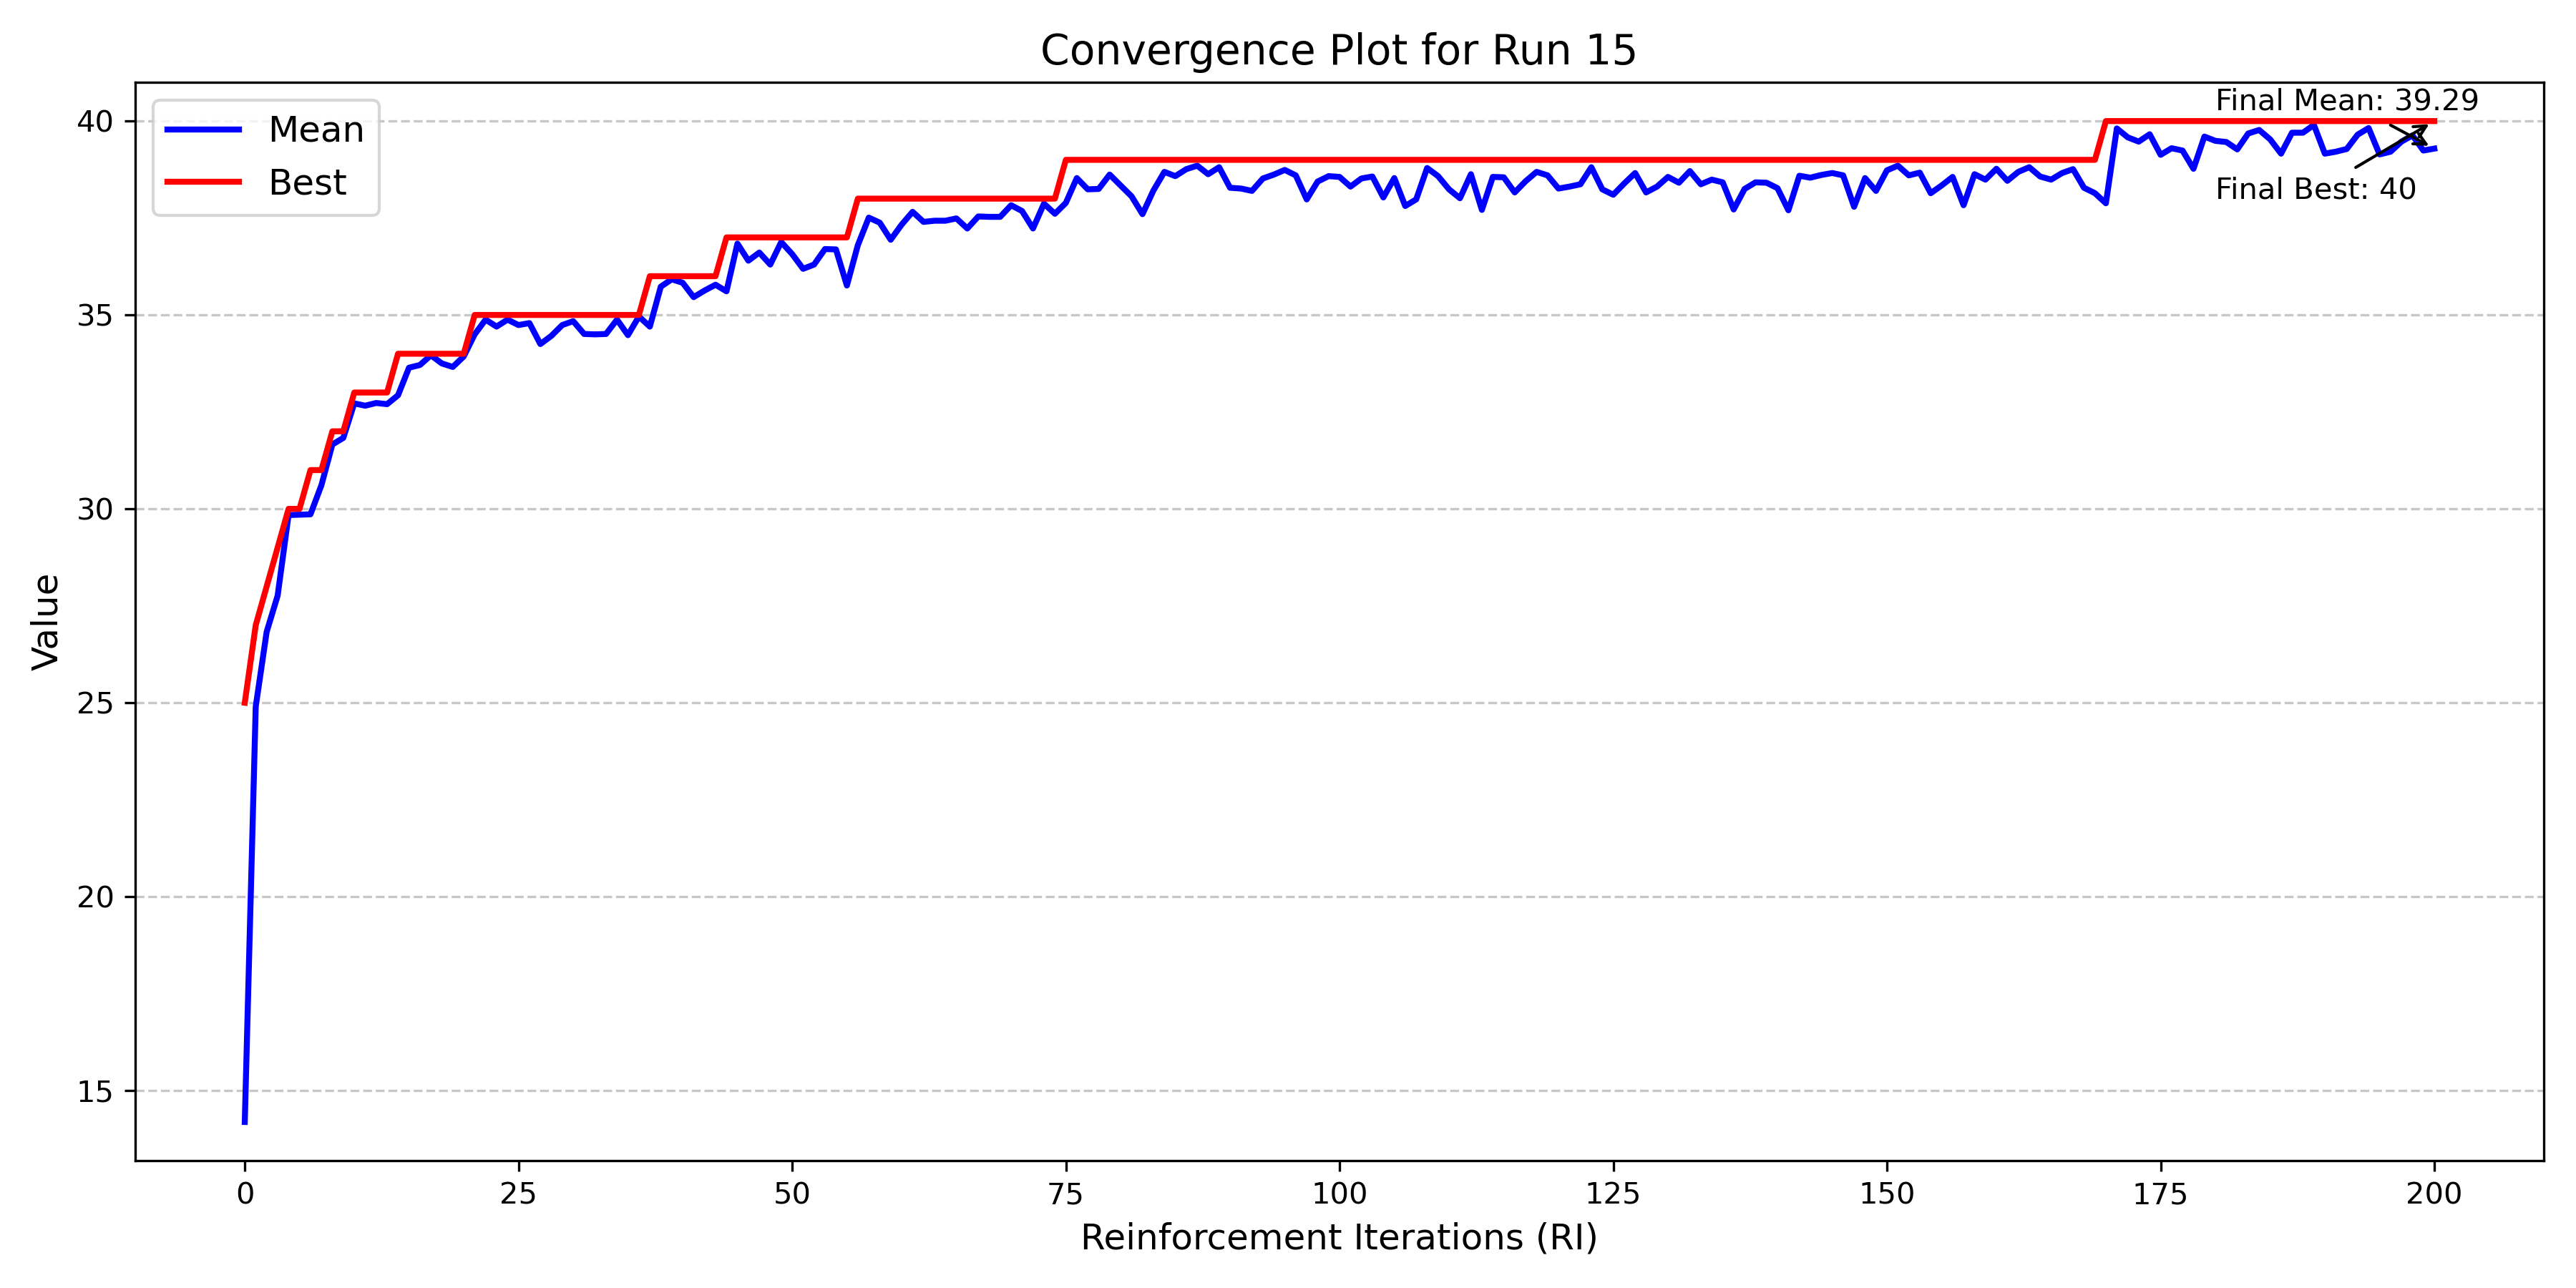 Convergence Plot for Run 15
Mean
Best
Final Mean: 39.29
Final Best: 40
Value
40
35
30
25
20
15
0 25 50 75 100 125 150 175 200
Reinforcement Iterations (RI)